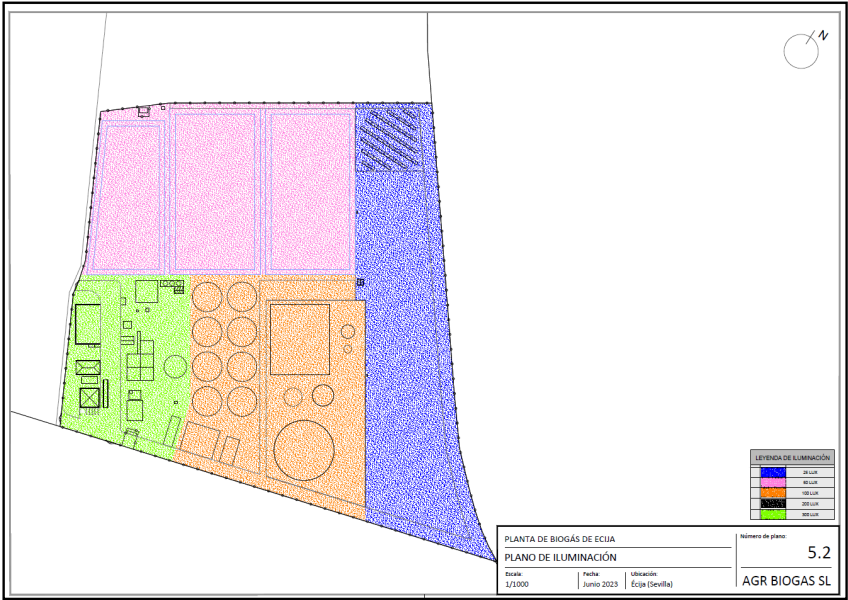 N
LEYENDA DE ILUMINACIÓN
25 LUX
50 LUX
100 LUX
200 LUX
300 LUX
PLANTA DE BIOGÁS DE ECIJA
PLANO DE ILUMINACIÓN
Escala: Fecha: Ubicación:
1/1000 Junio 2023 Écija (Sevilla)
Número de plano:
5.2
AGR BIOGAS SL